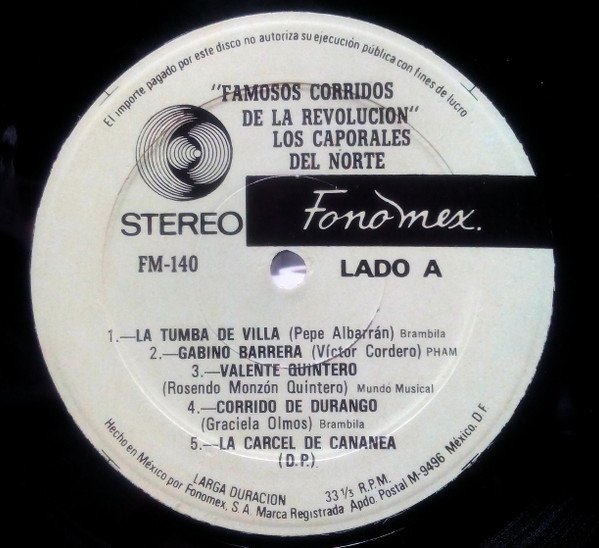 El importe pagado por este disco no autoriza su ejecución pública con fines de lucro
"FAMOSOS CORRIDOS
DE LA REVOLUCION"
LOS CAPORALES
DEL NORTE
STEREO
Fonomex.
FM-140
LADO A
1.—LA TUMBA DE VILLA (Pepe Albarrán) Brambila
2.—GABINO BARRERA (Víctor Cordero) PHAM
3.—VALENTE QUINTERO
(Rosendo Monzón Quintero) Mundo Musical
4.—CORRIDO DE DURANGO
(Graciela Olmos) Brambila
5.—LA CARCEL DE CANANEA
(D.P.)
LARGA DURACION 33⅓ R.P.M.
Hecho en México por Fonomex, S.A. Marca Registrada Apdo. Postal M-9496 México, D F